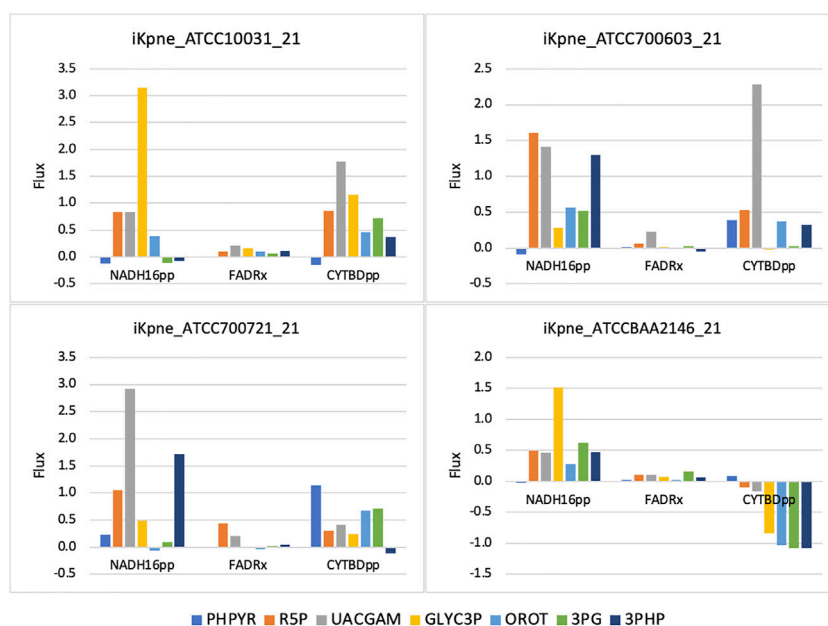 iKpne_ATCC10031_21
3.5
3.0
2.5
2.0
1.5
1.0
0.5
0.0
-0.5
Flux
NADH16pp FADRx CYTBDpp
iKpne_ATCC700603_21
2.5
2.0
1.5
1.0
0.5
0.0
-0.5
Flux
NADH16pp FADRx CYTBDpp
iKpne_ATCC700721_21
3.5
3.0
2.5
2.0
1.5
1.0
0.5
0.0
-0.5
Flux
NADH16pp FADRx CYTBDpp
iKpne_ATCCBAA2146_21
2.0
1.5
1.0
0.5
0.0
-0.5
-1.0
-1.5
Flux
NADH16pp FADRx CYTBDpp
PHPYR R5P UACGAM GLYC3P OROT 3PG 3PHP